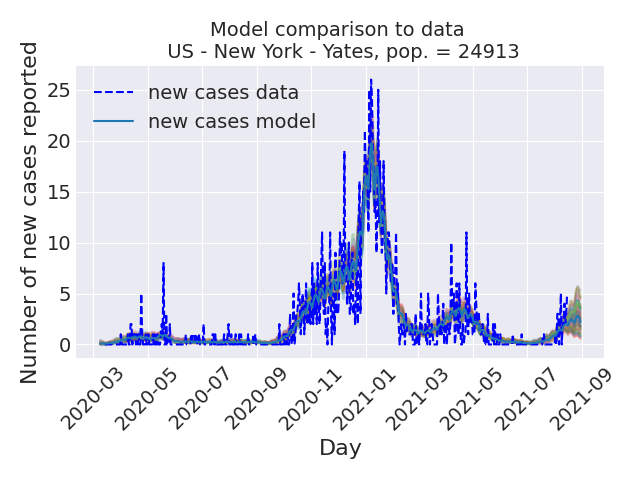 Model comparison to data
US - New York - Yates, pop. = 24913
Number of new cases reported
25
20
15
10
5
0
new cases data
new cases model
2020-03
2020-05
2020-07
2020-09
2020-11
2021-01
2021-03
2021-05
2021-07
2021-09
Day